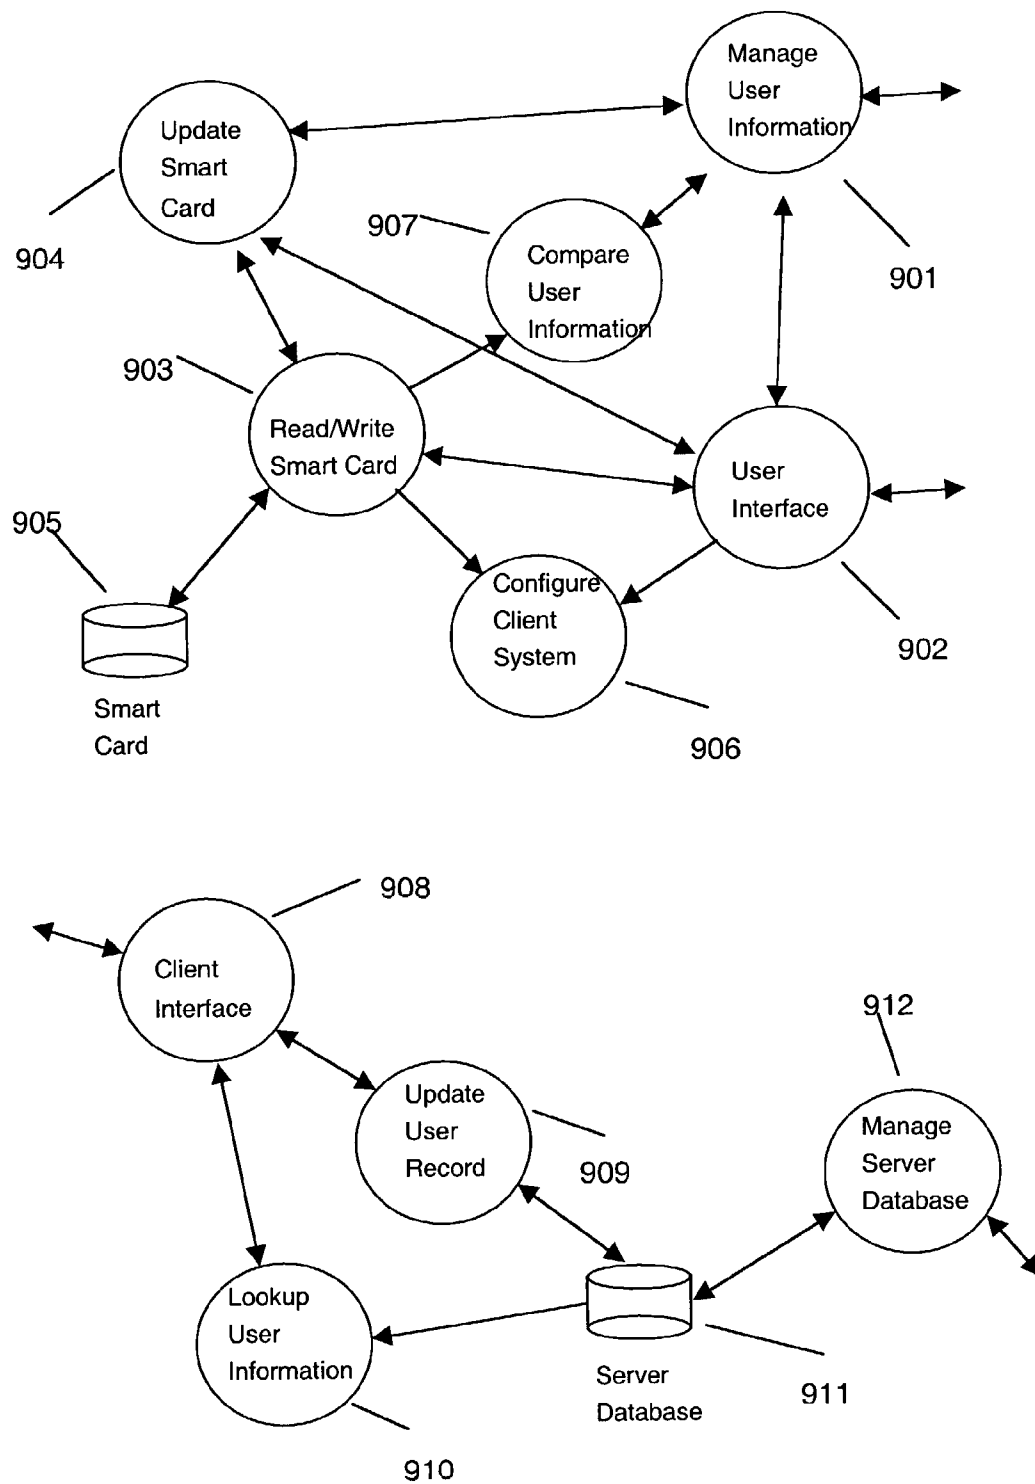 Manage
User
Information
901
Update
Smart
Card
904
907
Compare
User
Information
903
Read/Write
Smart Card
User
Interface
902
905
Smart
Card
Configure
Client
System
906
908
Client
Interface
912
Update
User
Record
909
Manage
Server
Database
Lookup
User
Information
910
Server
Database
911